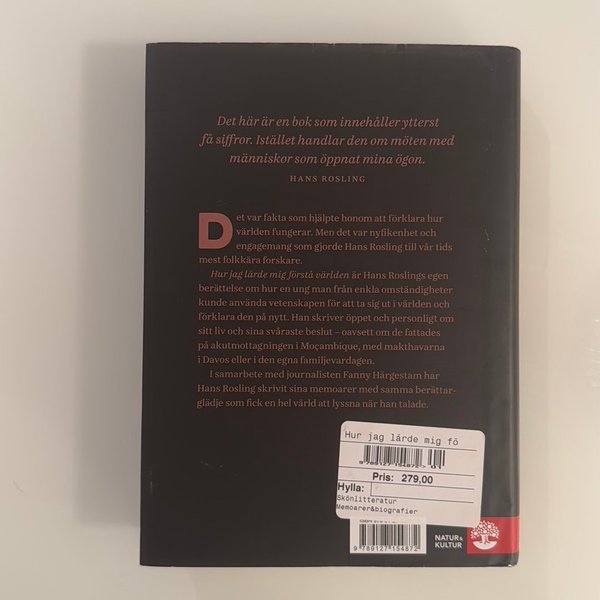 Det här är en bok som innehåller ytterst
få siffror. Istället handlar den om möten med
människor som öppnat mina ögon.
HANS ROSLING
Det var fakta som hjälpte honom att förklara hur
världen fungerar. Men det var nyfikenhet och
engagemang som gjorde Hans Rosling till vår tids
mest folkkära forskare.
Hur jag lärde mig förstå världen är Hans Roslings egen
berättelse om hur en ung man från enkla omständigheter
kunde använda vetenskapen för att ta sig ut i världen och
förklara den på nytt. Han skriver öppet och personligt om
sitt liv och sina svåraste beslut – oavsett om de fattades
på akutmottagningen i Moçambique, med makthavarna
i Davos eller i den egna familjevardagen.
I samarbete med journalisten Fanny Härgestam har
Hans Rosling skrivit sina memoarer med samma berättar-
glädje som fick en hel värld att lyssna när han talade.
Hur jag lärde mig fö
9789127154872> 01
Pris: 279,00
Hylla:
Skönlitteratur
Memoarer&biografier
9 789127 154872
NATUR &
KULTUR